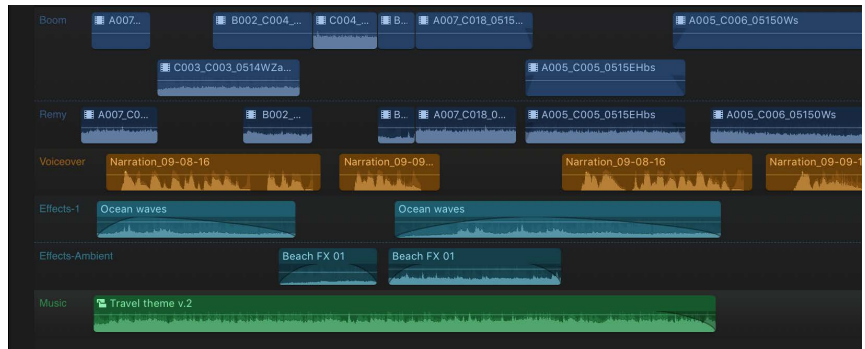 Boom
A007...
B002_C004_...
C004_...
B...
A007_C018_0515...
A005_C006_05150Ws
C003_C003_0514WZa...
A005_C005_0515EHbs
Remy
A007_C0...
B002_...
B...
A007_C018_0...
A005_C005_0515EHbs
A005_C006_05150Ws
Voiceover
Narration_09-08-16
Narration_09-09...
Narration_09-08-16
Narration_09-09-1
Effects-1
Ocean waves
Ocean waves
Effects-Ambient
Beach FX 01
Beach FX 01
Music
Travel theme v.2